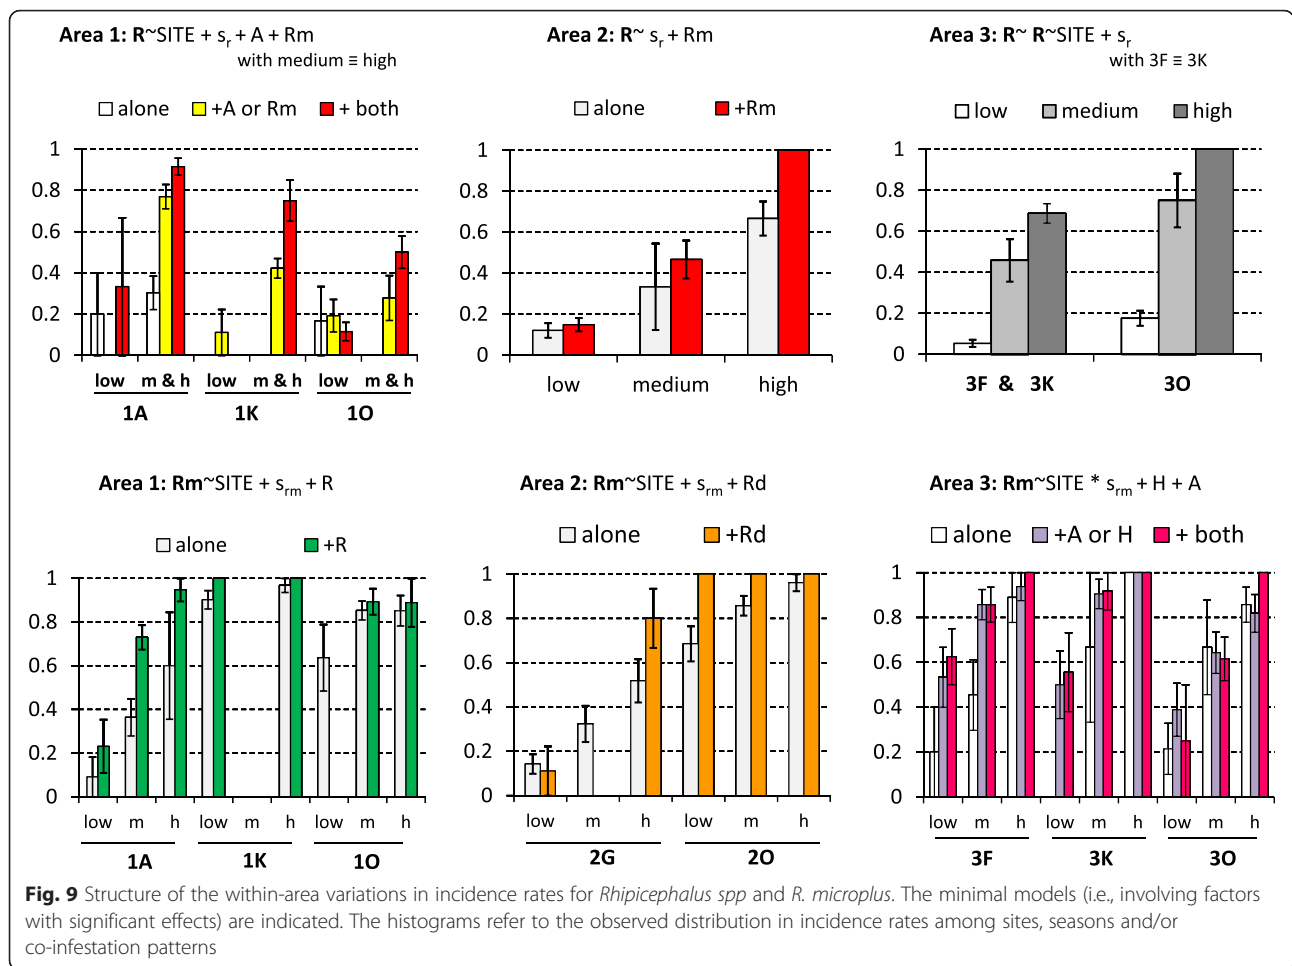 Area 1: R~SITE + sr + A + Rm
with medium ≡ high
alone +A or Rm + both
1
0.8
0.6
0.4
0.2
0
low m & h low m & h low m & h
1A 1K 1O
Area 2: R~ sr + Rm
alone +Rm
1
0.8
0.6
0.4
0.2
0
low medium high
Area 3: R~ R~SITE + sr
with 3F ≡ 3K
low medium high
1
0.8
0.6
0.4
0.2
0
3F & 3K 3O
Area 1: Rm~SITE + srm + R
alone +R
1
0.8
0.6
0.4
0.2
0
low m h low h low m h
1A 1K 1O
Area 2: Rm~SITE + srm + Rd
alone +Rd
1
0.8
0.6
0.4
0.2
0
low m h low m h
2G 2O
Area 3: Rm~SITE * srm + H + A
alone +A or H + both
1
0.8
0.6
0.4
0.2
0
low m h low m h low m h
3F 3K 3O
Fig. 9 Structure of the within-area variations in incidence rates for Rhipicephalus spp and R. microplus. The minimal models (i.e., involving factors
with significant effects) are indicated. The histograms refer to the observed distribution in incidence rates among sites, seasons and/or
co-infestation patterns